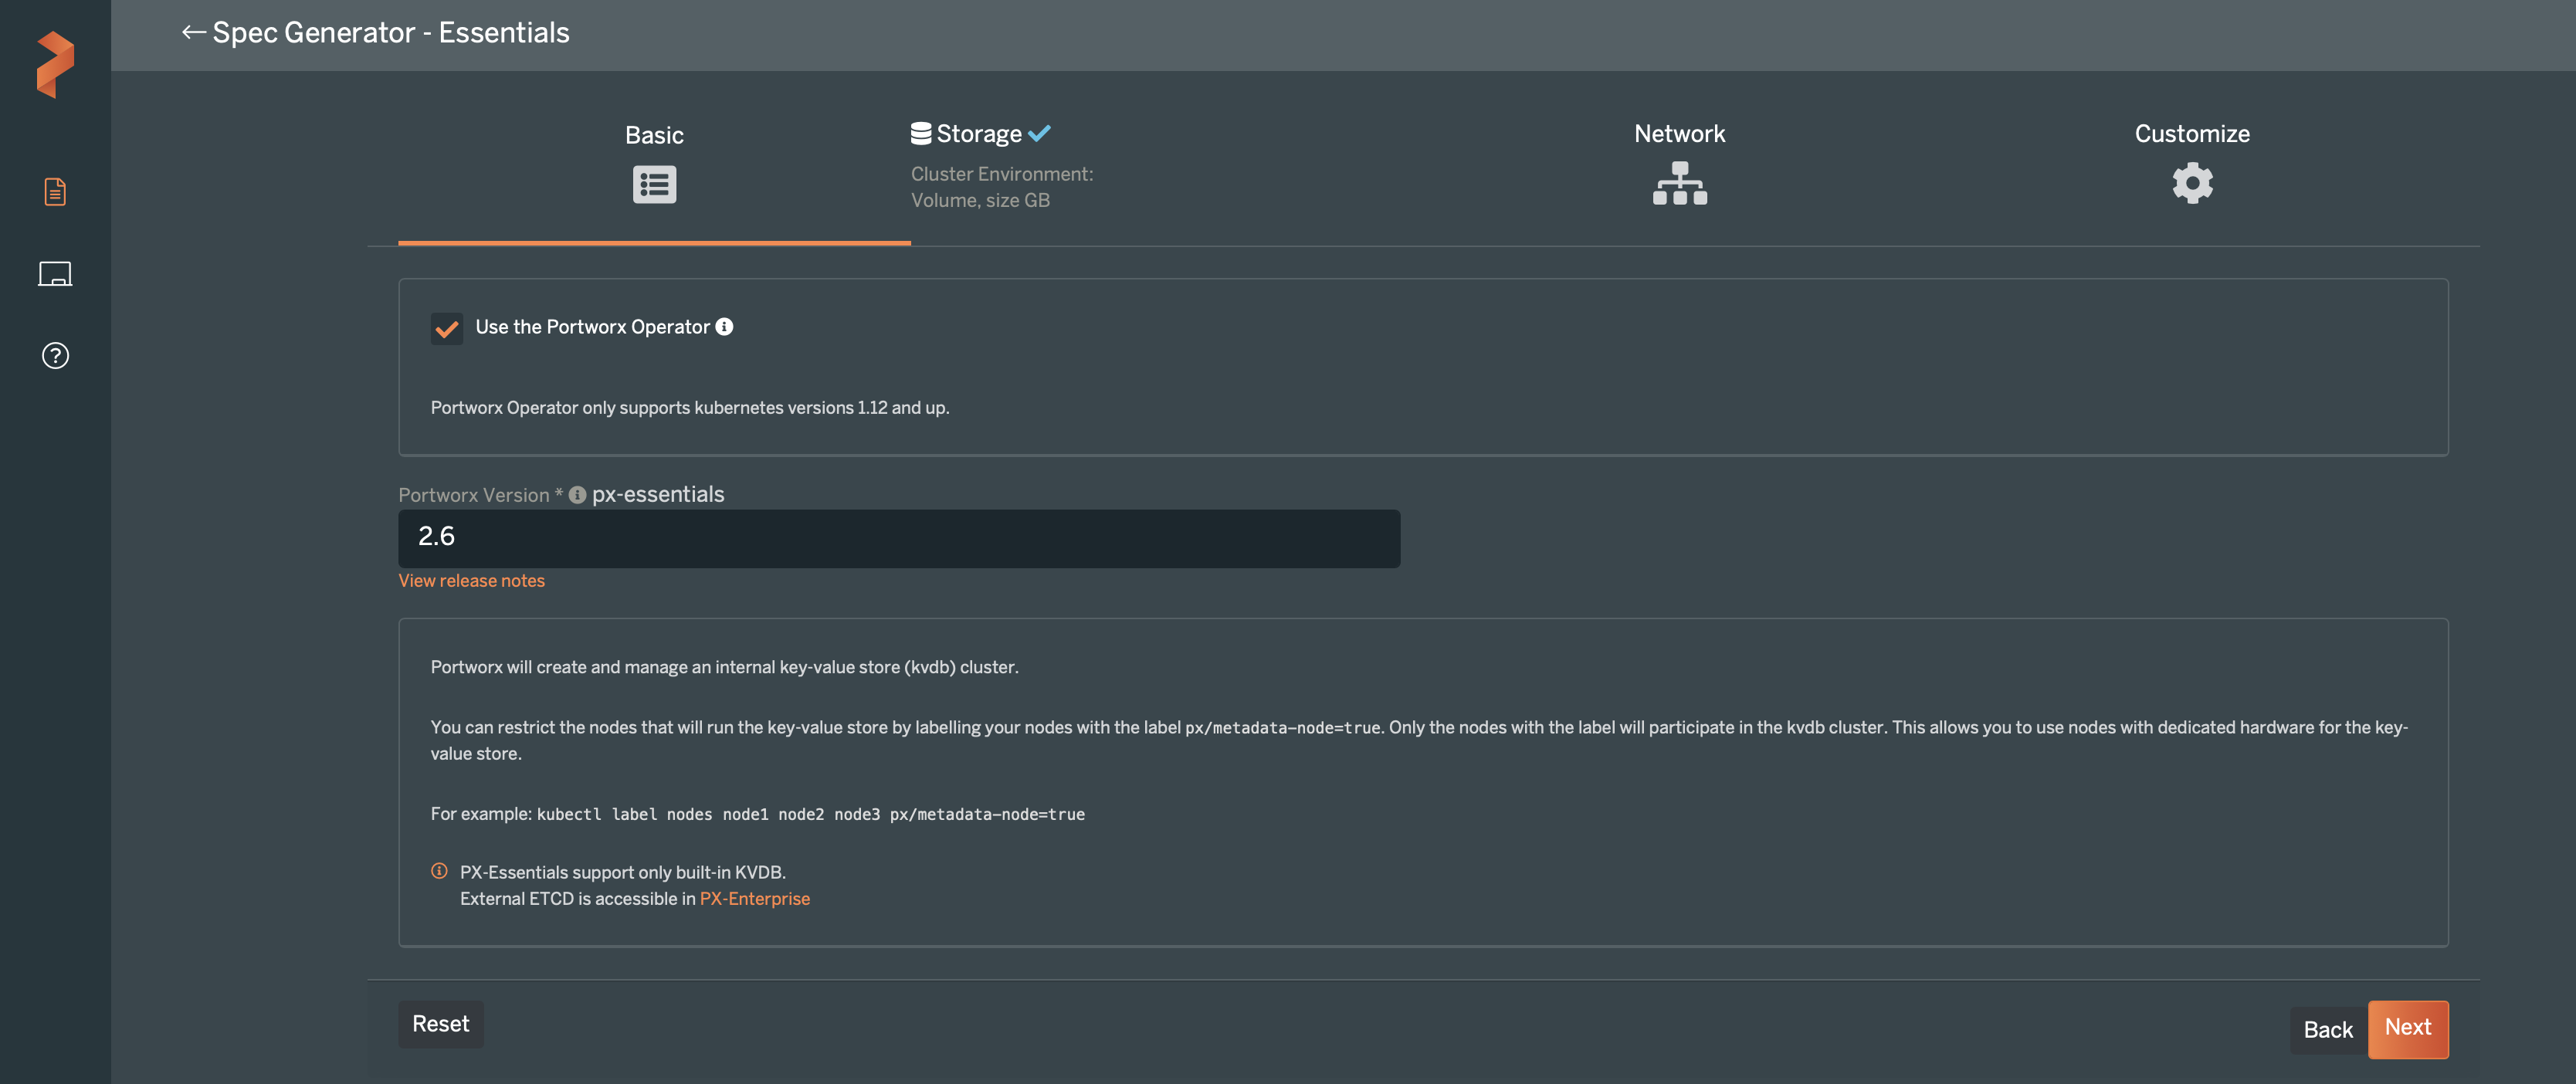 Spec Generator - Essentials
Basic
Storage
Cluster Environment:
Volume, size GB
Network
Customize
Use the Portworx Operator
Portworx Operator only supports kubernetes versions 1.12 and up.
Portworx Version * px-essentials
2.6
View release notes
Portworx will create and manage an internal key-value store (kvdb) cluster.
You can restrict the nodes that will run the key-value store by labelling your nodes with the label px/metadata-node=true. Only the nodes with the label will participate in the kvdb cluster. This allows you to use nodes with dedicated hardware for the key-
value store.
For example: kubectl label nodes node1 node2 node3 px/metadata-node=true
PX-Essentials support only built-in KVDB.
External ETCD is accessible in PX-Enterprise
Reset
Back
Next